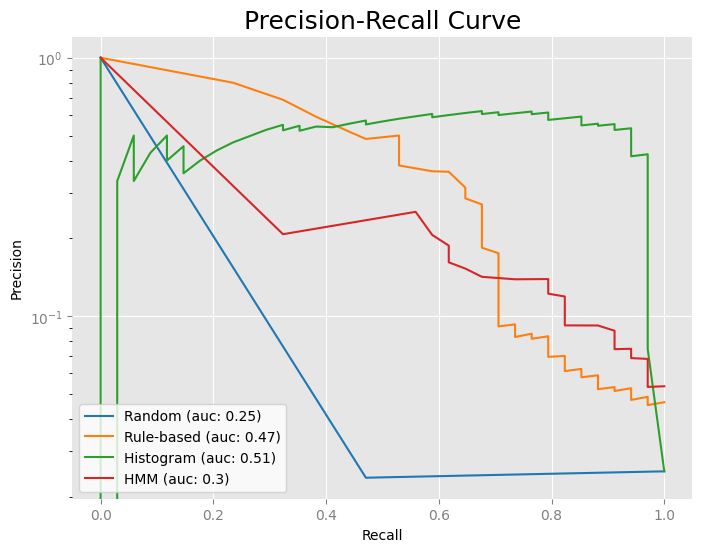 Precision-Recall Curve
10^0
10^-1
Precision
Random (auc: 0.25)
Rule-based (auc: 0.47)
Histogram (auc: 0.51)
HMM (auc: 0.3)
0.0 0.2 0.4 0.6 0.8 1.0
Recall